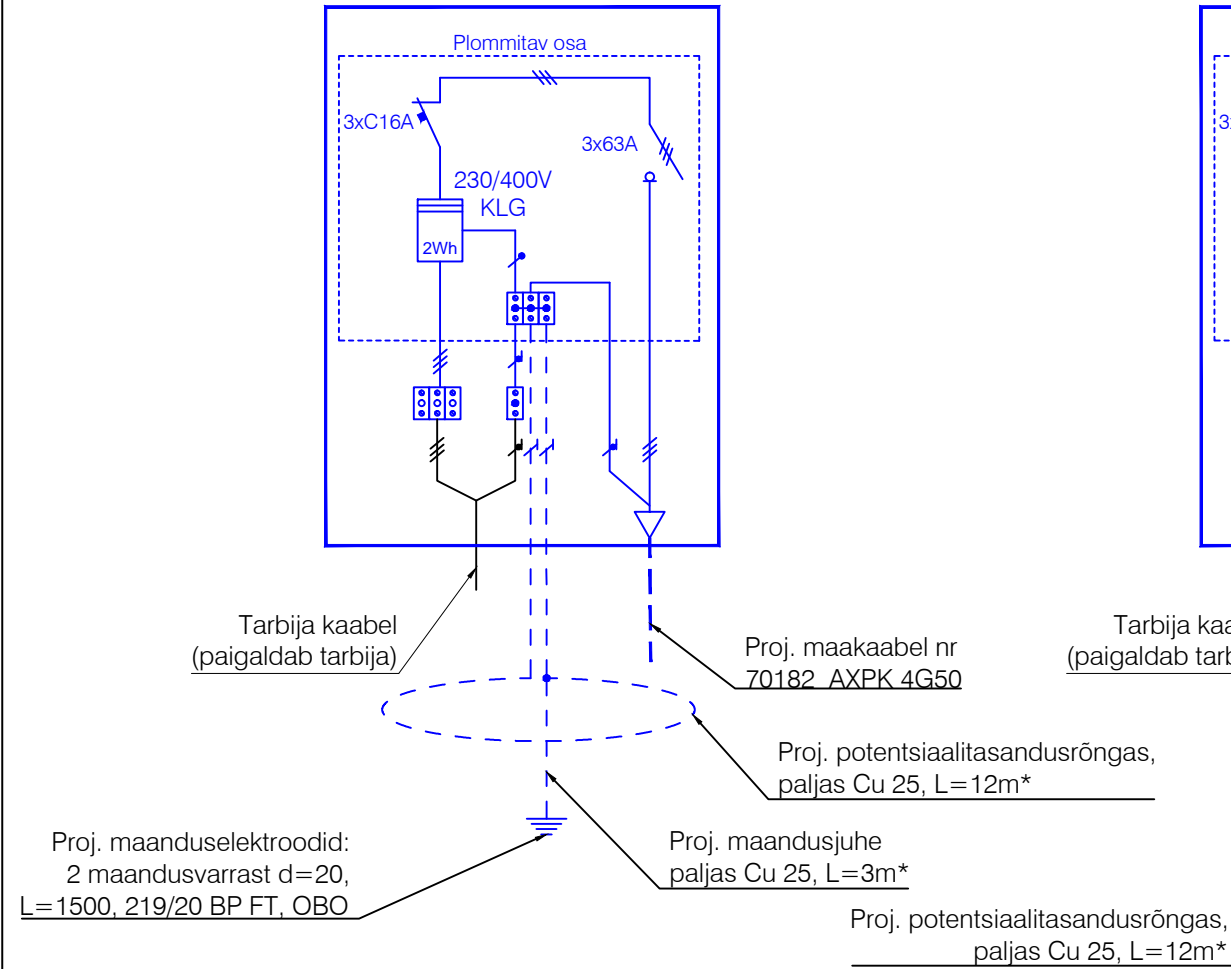 Plommitav osa
3xC16A
3x63A
230/400V
KLG
2Wh
Tarbija kaabel
(paigaldab tarbija)
Proj. maakaabel nr
70182 AXPK 4G50
Proj. potentsiaalitasandusrõngas,
paljas Cu 25, L=12m*
Proj. maanduselektroodid:
2 maandusvarrast d=20,
L=1500, 219/20 BP FT, OBO
Proj. maandusjuhe
paljas Cu 25, L=3m*
Proj. potentsiaalitasandusrõngas,
paljas Cu 25, L=12m*
Tarbija
(paigaldab